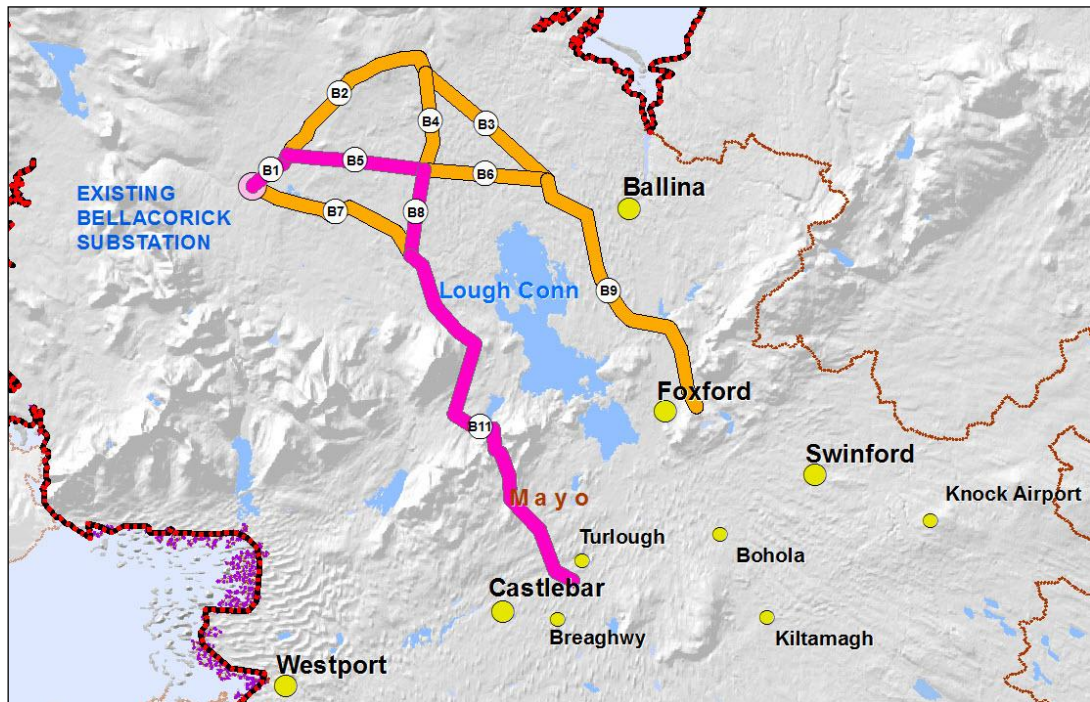 B2
B4
B3
B1
B5
B6
EXISTING
BELLACORICK
SUBSTATION
B7
B8
Ballina
Lough Conn
B9
Foxford
B11
Swinford
Mayo
Knock Airport
Turlough
Bohola
Castlebar
Breaghwy
Kiltamagh
Westport